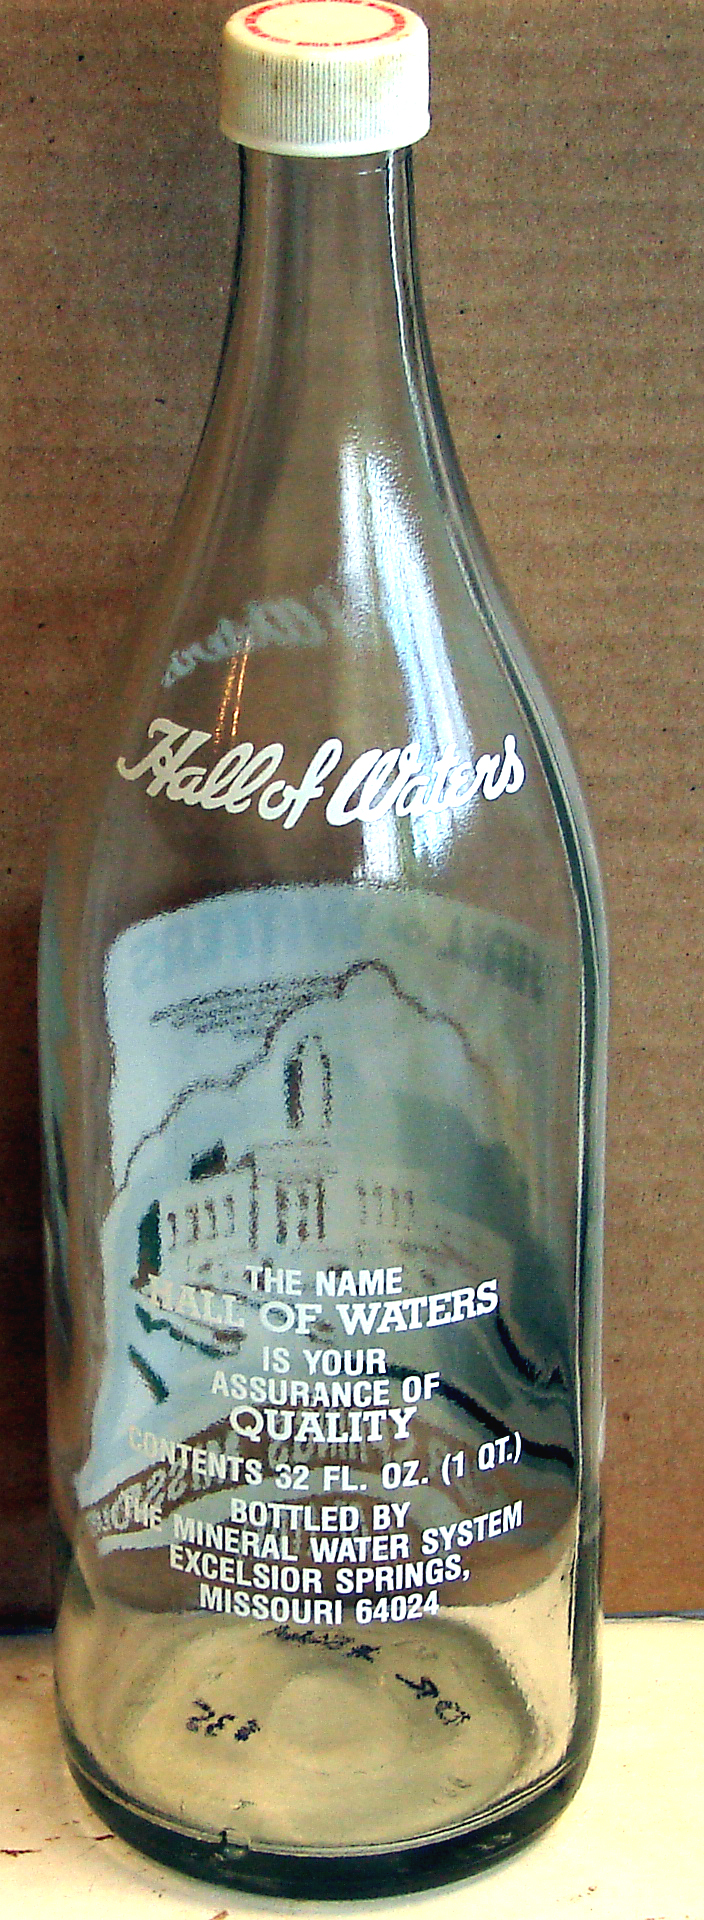 Hall of Waters
THE NAME
HALL OF WATERS
IS YOUR
ASSURANCE OF
QUALITY
CONTENTS 32 FL. OZ. (1 QT.)
BOTTLED BY
THE MINERAL WATER SYSTEM
EXCELSIOR SPRINGS,
MISSOURI 64024